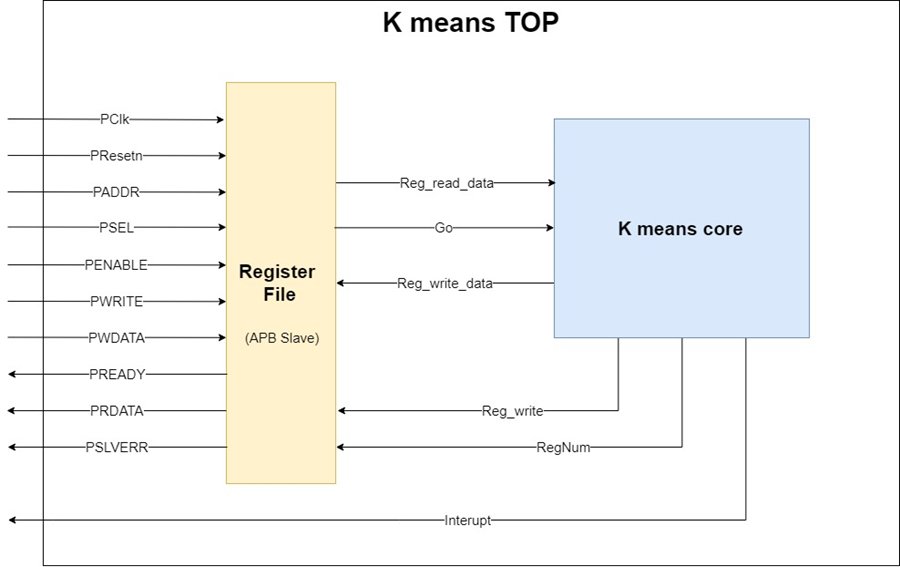 K means TOP
PClk
PResetn
PADDR
PSEL
PENABLE
PWRITE
PWDATA
PREADY
PRDATA
PSLVERR
Register
File
(APB Slave)
Reg_read_data
Go
Reg_write_data
Reg_write
RegNum
Interupt
K means core